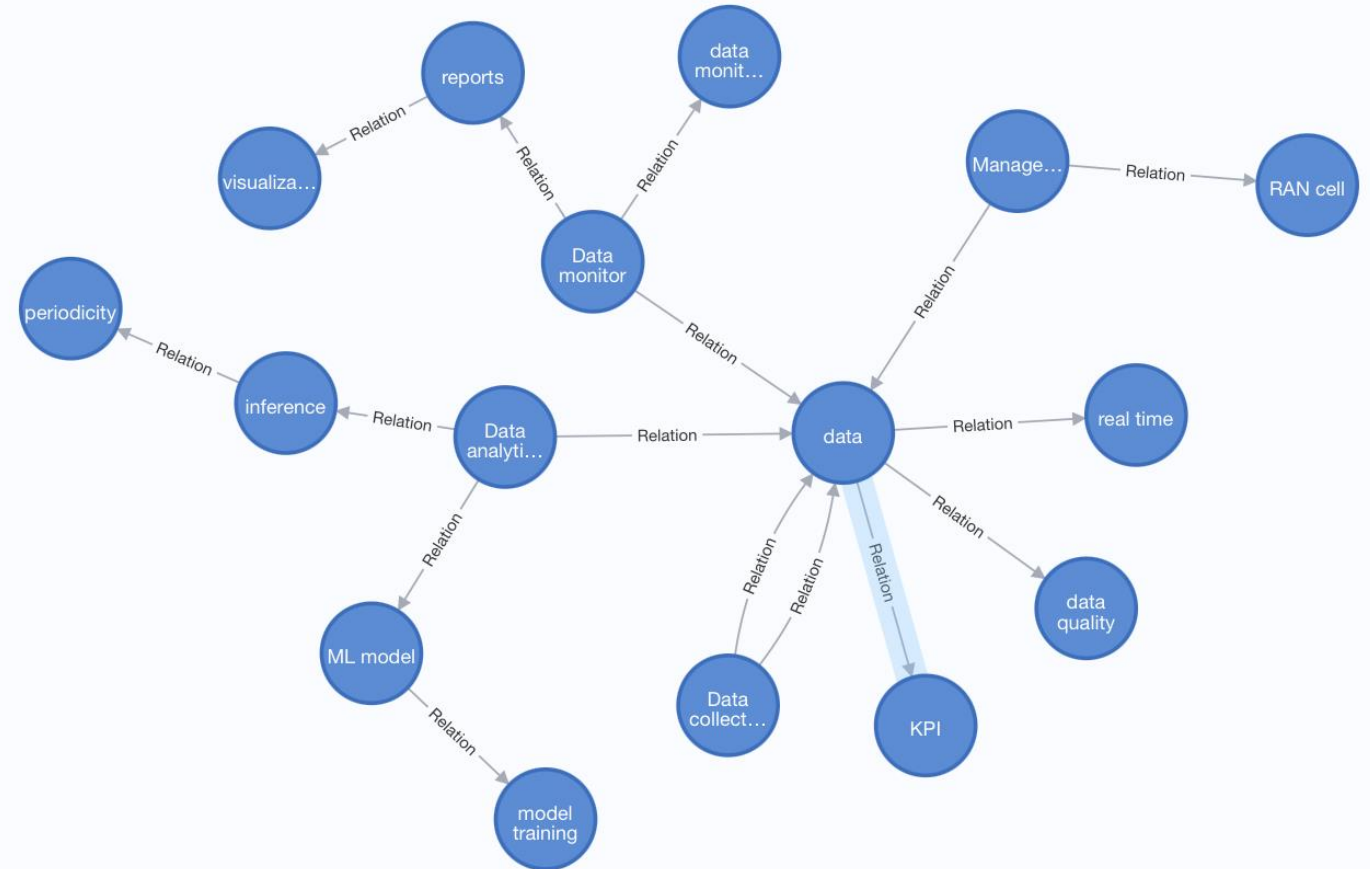 data
monit…
reports
Relation
visualiza…
Relation
Relation
Manage…
Relation
RAN cell
Data
monitor
Relation
Relation
periodicity
Relation
inference
Relation
Data
analyti…
Relation
data
Relation
real time
Relation
Relation
Relation
Relation
Relation
data
quality
ML model
Data
collect…
KPI
Relation
model
training